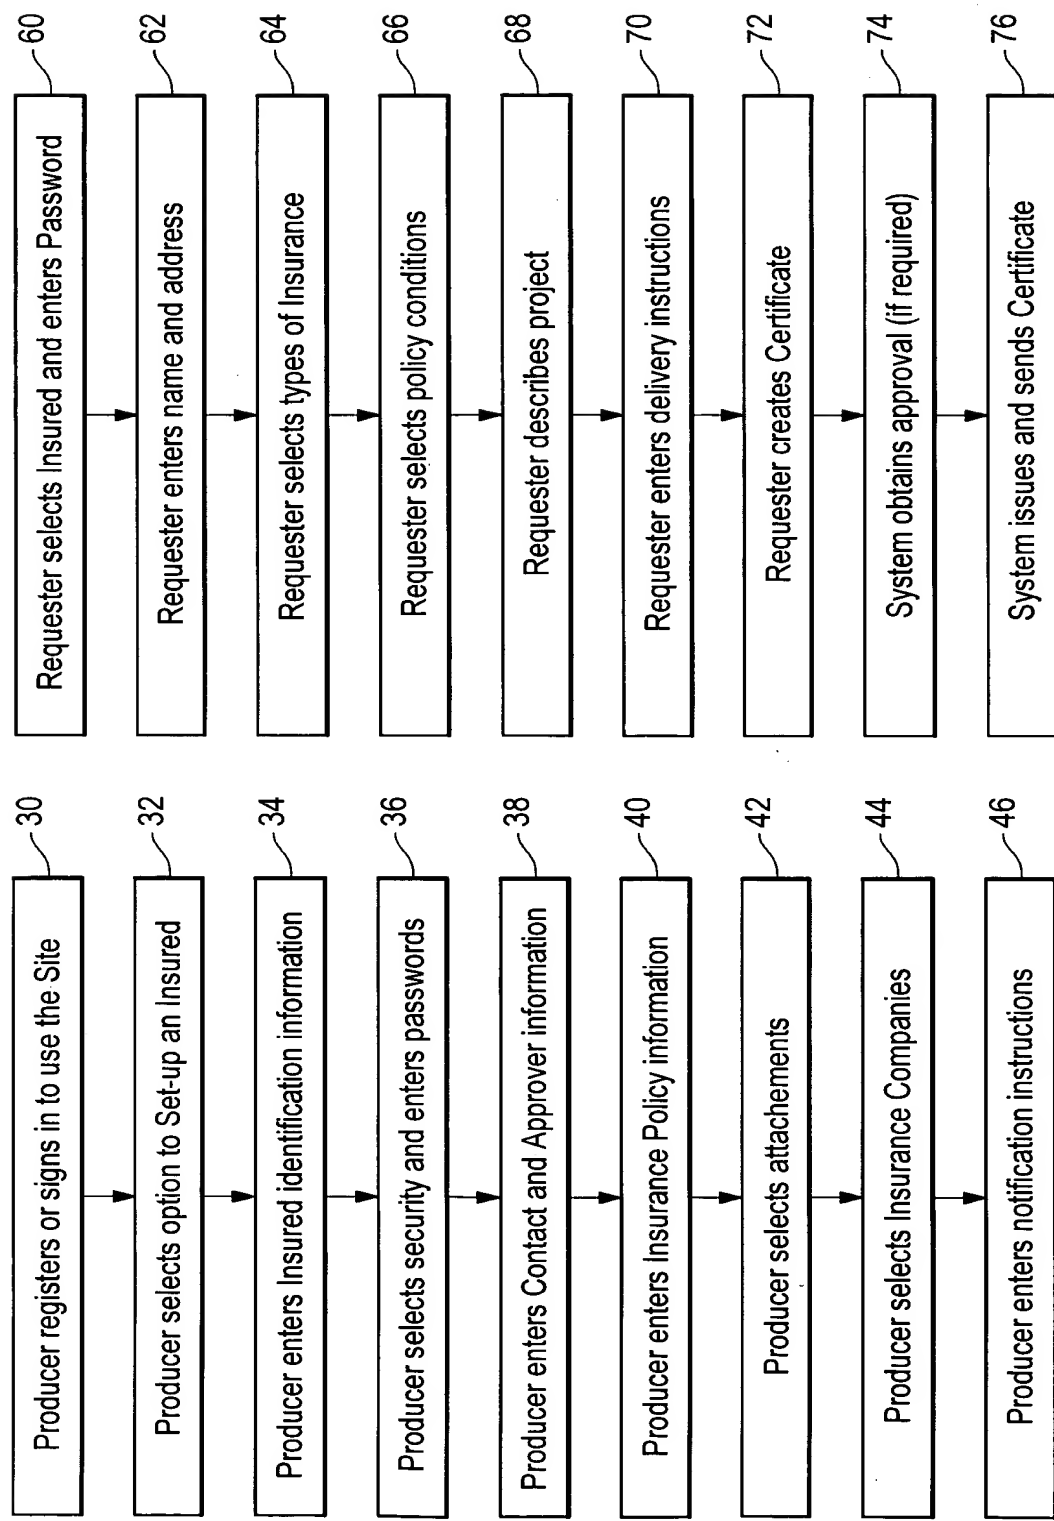 30
Producer registers or signs in to use the Site
32
Producer selects option to Set-up an Insured
34
Producer enters Insured identification information
36
Producer selects security and enters passwords
38
Producer enters Contact and Approver information
40
Producer enters Insurance Policy information
42
Producer selects attachements
44
Producer selects Insurance Companies
46
Producer enters notification instructions
60
Requester selects Insured and enters Password
62
Requester enters name and address
64
Requester selects types of Insurance
66
Requester selects policy conditions
68
Requester describes project
70
Requester enters delivery instructions
72
Requester creates Certificate
74
System obtains approval (if required)
76
System issues and sends Certificate